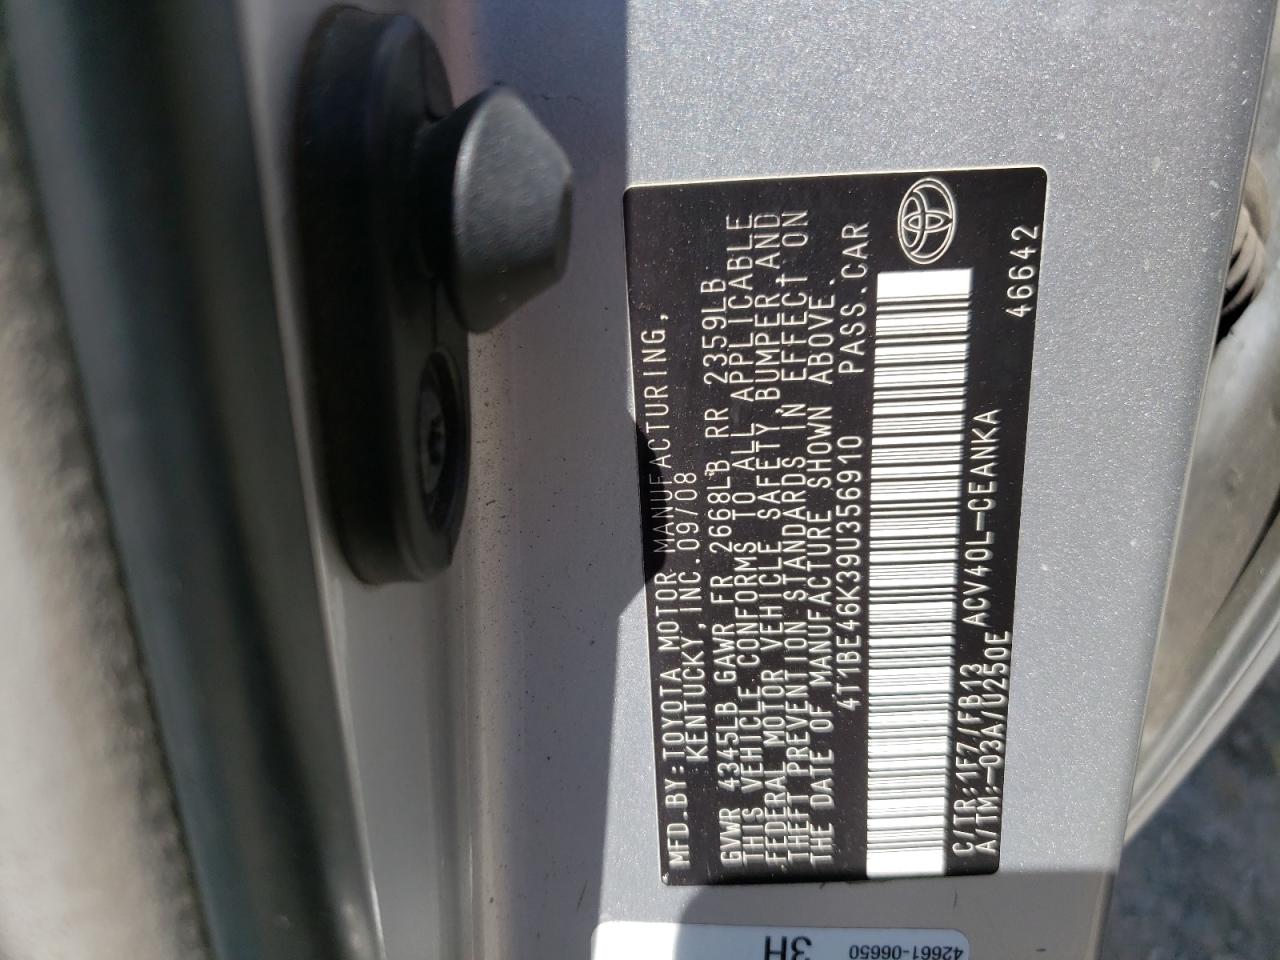 MFD.BY:TOYOTA MOTOR MANUFACTURING,
KENTUCKY, INC.09/08
GVWR 4345LB GAWR FR 2668LB RR 2359LB
THIS VEHICLE CONFORMS TO ALL APPLICABLE
FEDERAL MOTOR VEHICLE SAFETY, BUMPER,AND
THEFT PREVENTION STANDARDS IN EFFECT ON
THE DATE OF MANUFACTURE SHOWN ABOVE.
4T1BE46K39U356910 PASS.CAR
C/TR:1F7/FB13 ACV40L-CEANKA
A/TM:-03A/U250E 46642
3H
42661-06650